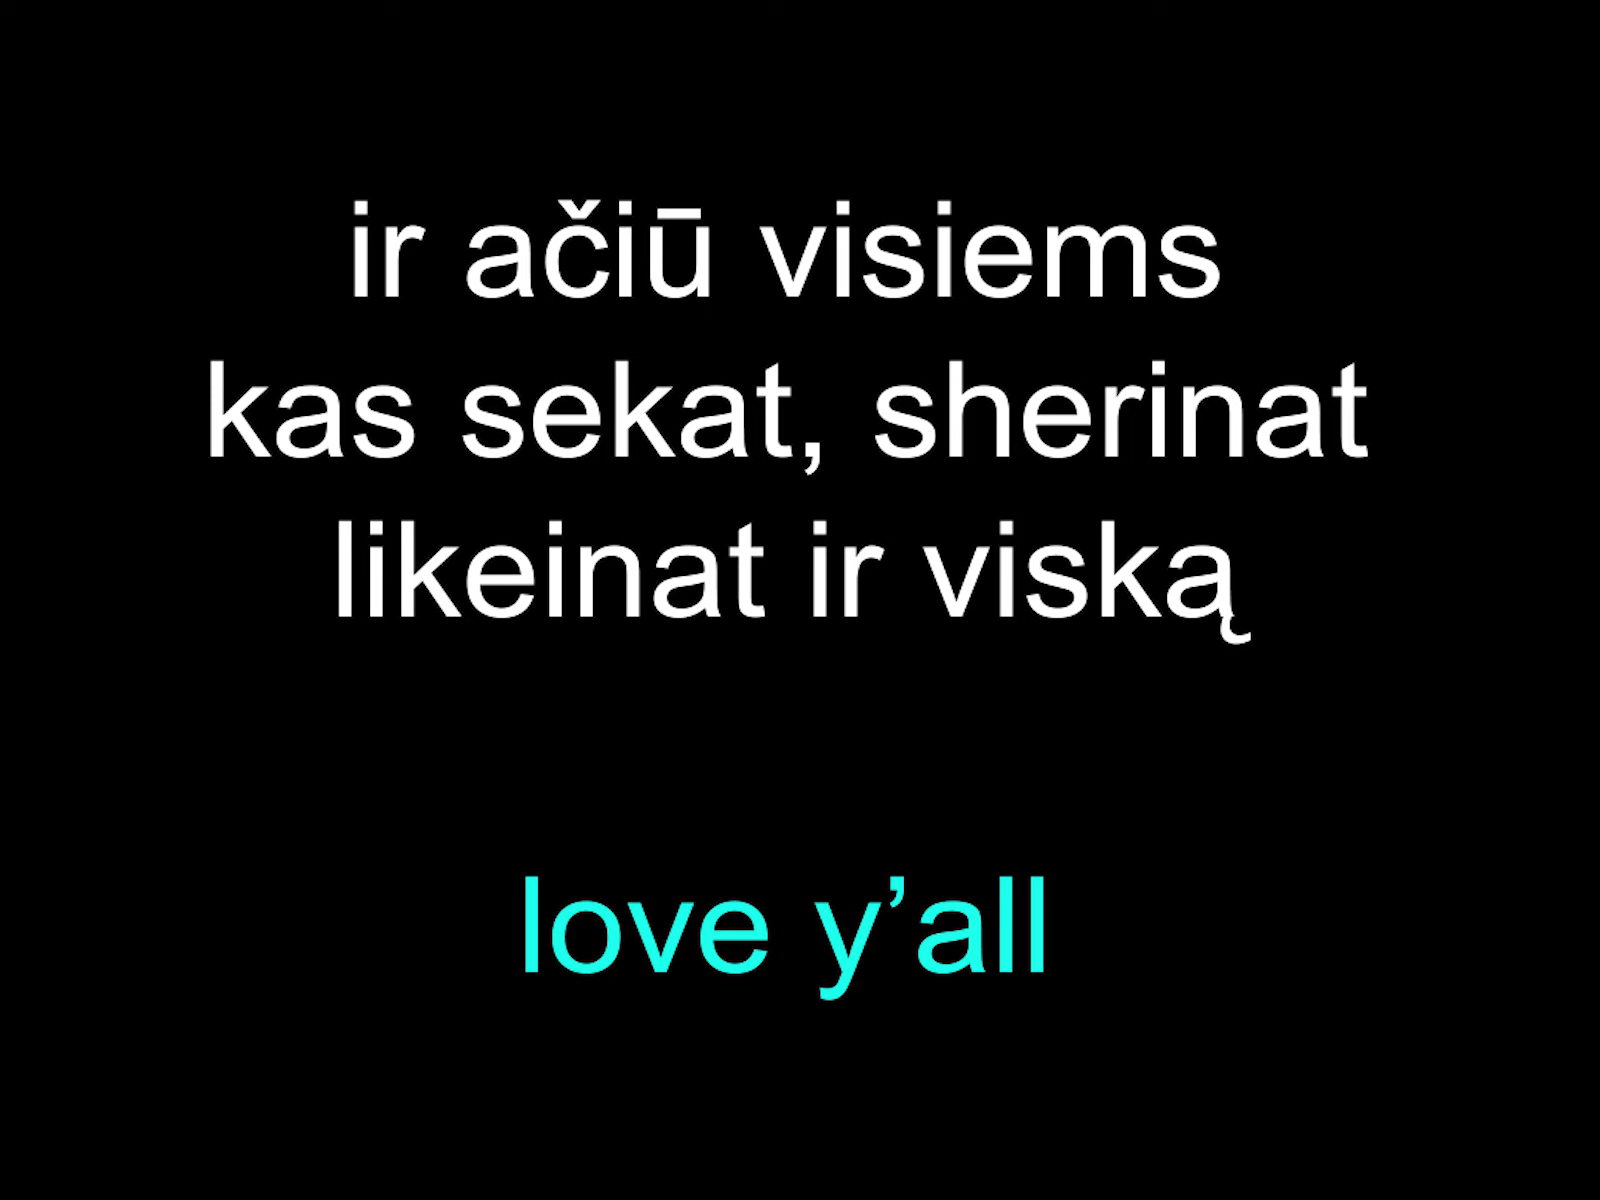 ir ačiū visiems
kas sekat, sherinat
likeinat ir viską
love y’all